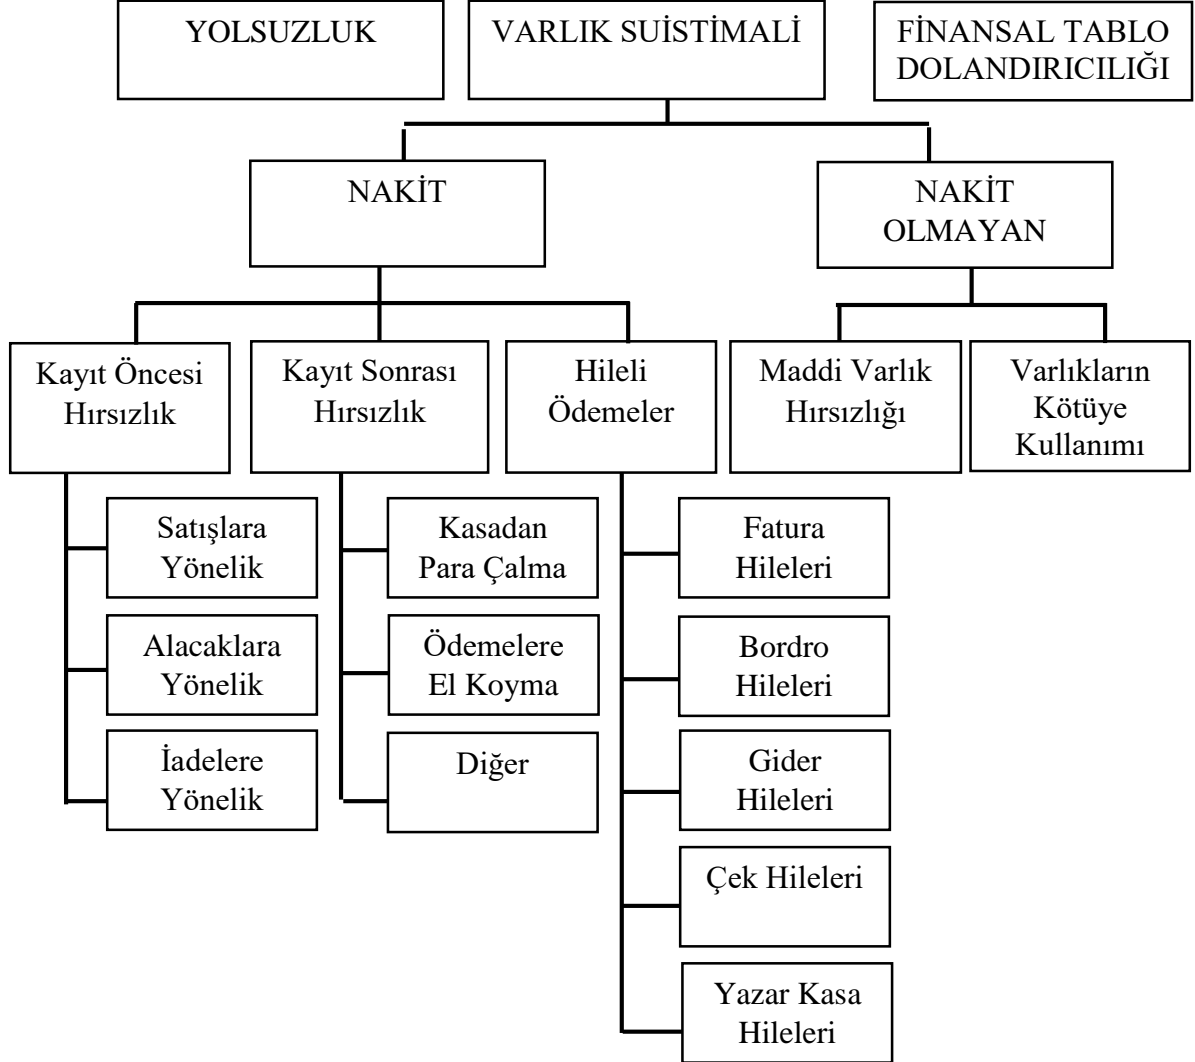 YOLSUZLUK
VARLIK SUİSTİMALİ
FİNANSAL TABLO
DOLANDIRICILIĞI
NAKİT
NAKİT
OLMAYAN
Kayıt Öncesi
Hırsızlık
Kayıt Sonrası
Hırsızlık
Hileli
Ödemeler
Maddi Varlık
Hırsızlığı
Varlıkların
Kötüye
Kullanımı
Satışlara
Yönelik
Alacaklara
Yönelik
İadelere
Yönelik
Kasadan
Para Çalma
Ödemelere
El Koyma
Diğer
Fatura
Hileleri
Bordro
Hileleri
Gider
Hileleri
Çek Hileleri
Yazar Kasa
Hileleri